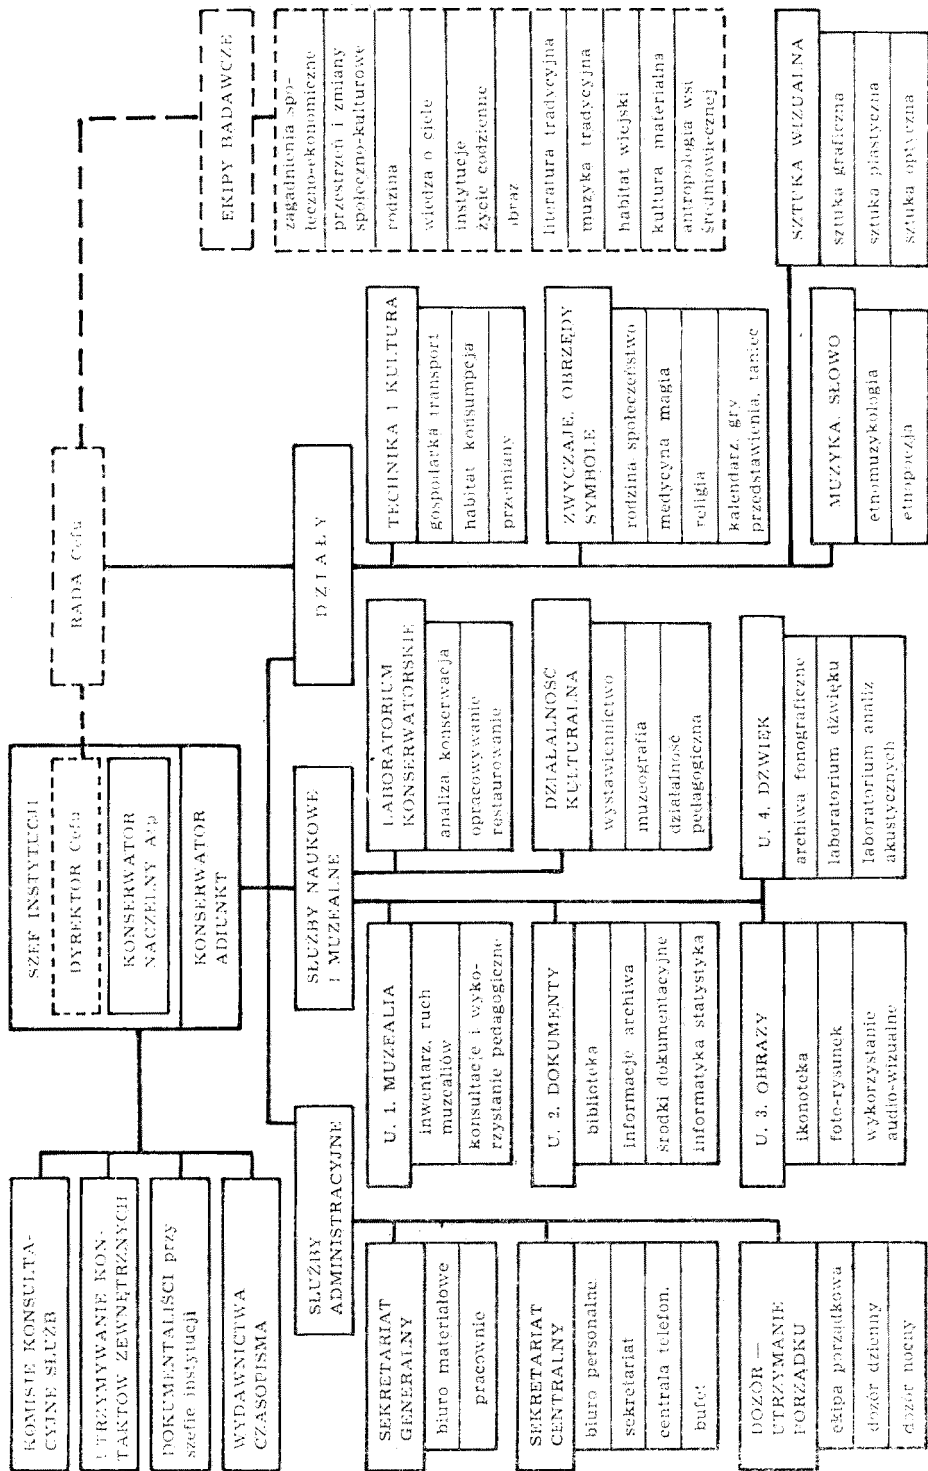 KOMISJE KONSULTA-
CYJNE SŁUŻB
UTRZYMYWANIE KON-
TAKTÓW ZEWNĘTRZNYCH
DOKUMENTALIŚCI przy
szefie instytucji
WYDAWNICTWA
CZASOPISMA
SZEF INSTYTUCJI
DYREKTOR Cefu
KONSERWATOR
NACZELNY Atp
KONSERWATOR
ADIUNKT
RADA Cefu
EKIPY BADAWCZE
zagadnienia spo-
łeczno-ekonomiczne
przestrzeń i zmiany
społeczno-kulturowe
rodzina
wiedza o ciele
instytucje
życie codzienne
obraz
literatura tradycyjna
muzyka tradycyjna
habitat wiejski
kultura materialna
antropologia wsi
średniowiecznej
SŁUŻBY
ADMINISTRACYJNE
SŁUŻBY NAUKOWE
I MUZEALNE
DZIAŁY
SEKRETARIAT
GENERALNY
biuro materiałowe
pracownie
SEKRETARIAT
CENTRALNY
biuro personalne
sekretariat
centrala telefon.
bufet
DOZÓR —
UTRZYMANIE
PORZĄDKU
ekipa porządkowa
dozór dzienny
dozór nocny
U. 1. MUZEALIA
inwentarz, ruch
muzealiów
konsultacje i wyko-
rzystanie pedagogiczne
U. 2. DOKUMENTY
biblioteka
informacje archiwa
środki dokumentacyjne
informatyka statystyka
U. 3. OBRAZY
ikonoteka
foto-rysunek
wykorzystanie
audio-wizualne
LABORATORIUM
KONSERWATORSKIE
analiza konserwacja
opracowywanie
restaurowanie
DZIAŁALNOŚĆ
KULTURALNA
wystawiennictwo
muzeografia
działalność
pedagogiczna
U. 4. DŹWIĘK
archiwa fonograficzne
laboratorium dźwięku
laboratorium analiz
akustycznych
TECHNIKA I KULTURA
gospodarka transport
habitat konsumpcja
przemiany
ZWYCZAJE, OBRZĘDY
SYMBOLE
rodzina społeczeństwo
medycyna magia
religia
kalendarz, gry
przedstawienia, taniec
MUZYKA, SŁOWO
etnomuzykologia
etnopoezja
SZTUKA WIZUALNA
sztuka graficzna
sztuka plastyczna
sztuka optyczna